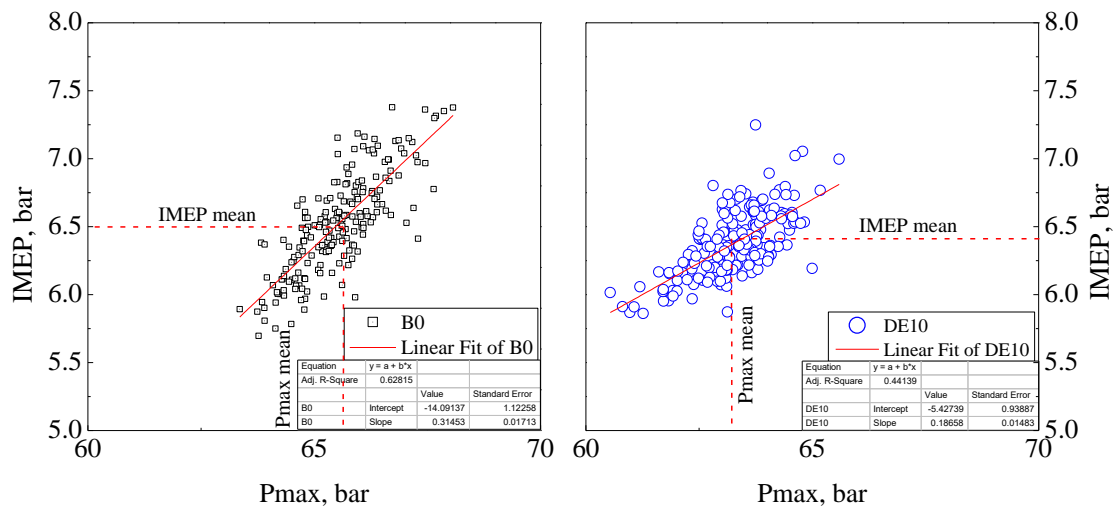 8.0
7.5
7.0
6.5
6.0
5.5
5.0
60
65
70
IMEP, bar
Pmax, bar
IMEP mean
Pmax mean
B0
Linear Fit of B0
Equation y = a + b*x
Adj. R-Square 0.62815
Value Standard Error
B0 Intercept -14.09137 1.12258
B0 Slope 0.31453 0.01713
60
65
70
8.0
7.5
7.0
6.5
6.0
5.5
5.0
IMEP, bar
Pmax, bar
IMEP mean
Pmax mean
DE10
Linear Fit of DE10
Equation y = a + b*x
Adj. R-Square 0.44139
Value Standard Error
DE10 Intercept -5.42739 0.93887
DE10 Slope 0.18658 0.01483